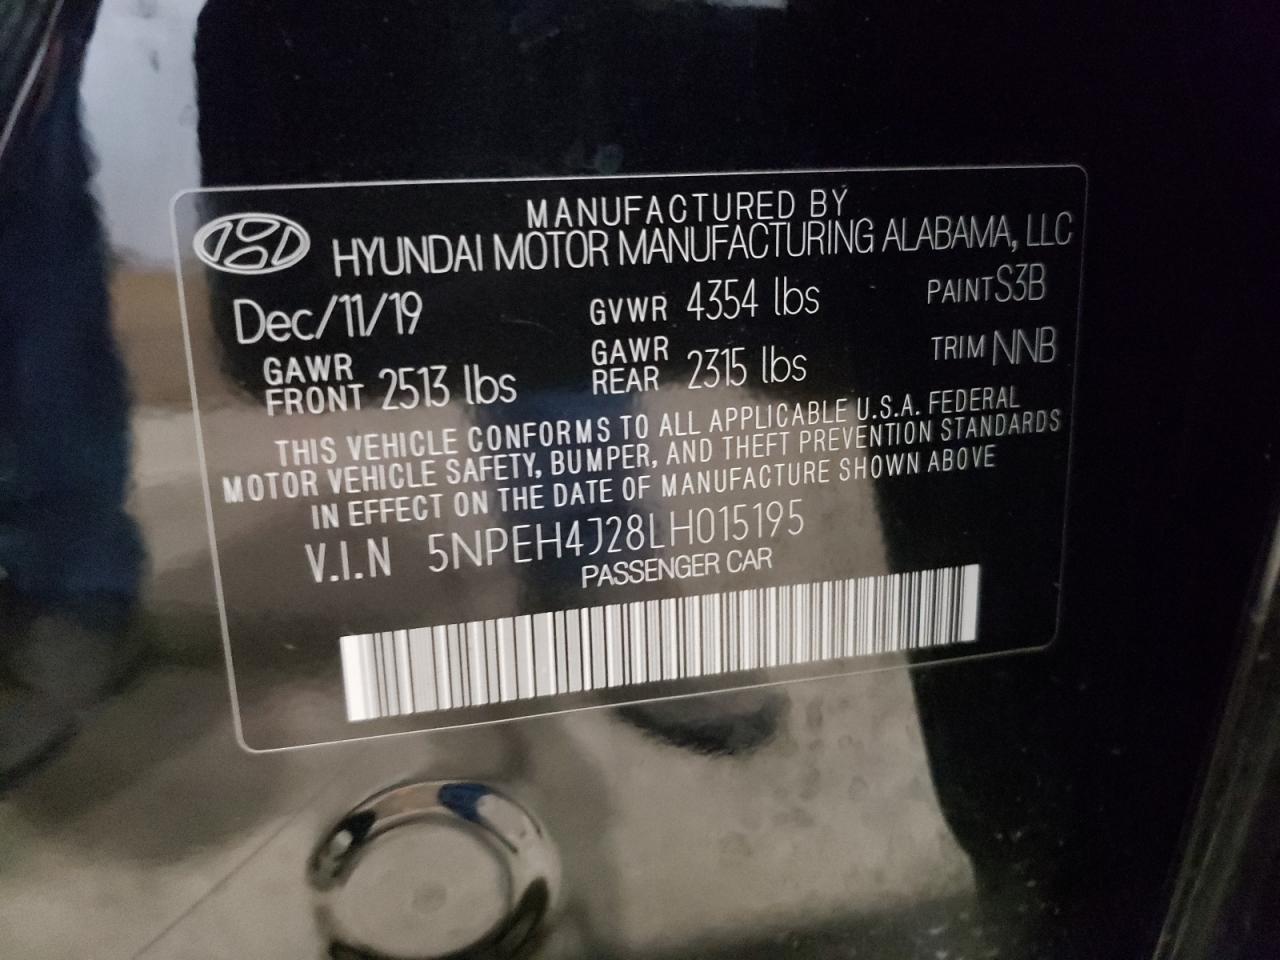 MANUFACTURED BY
HYUNDAI MOTOR MANUFACTURING ALABAMA, LLC
Dec/11/19 GVWR 4354 lbs PAINT S3B
GAWR FRONT 2513 lbs GAWR REAR 2315 lbs TRIM NNB
THIS VEHICLE CONFORMS TO ALL APPLICABLE U.S.A. FEDERAL
MOTOR VEHICLE SAFETY, BUMPER, AND THEFT PREVENTION STANDARDS
IN EFFECT ON THE DATE OF MANUFACTURE SHOWN ABOVE
V.I.N 5NPEH4J28LH015195
PASSENGER CAR